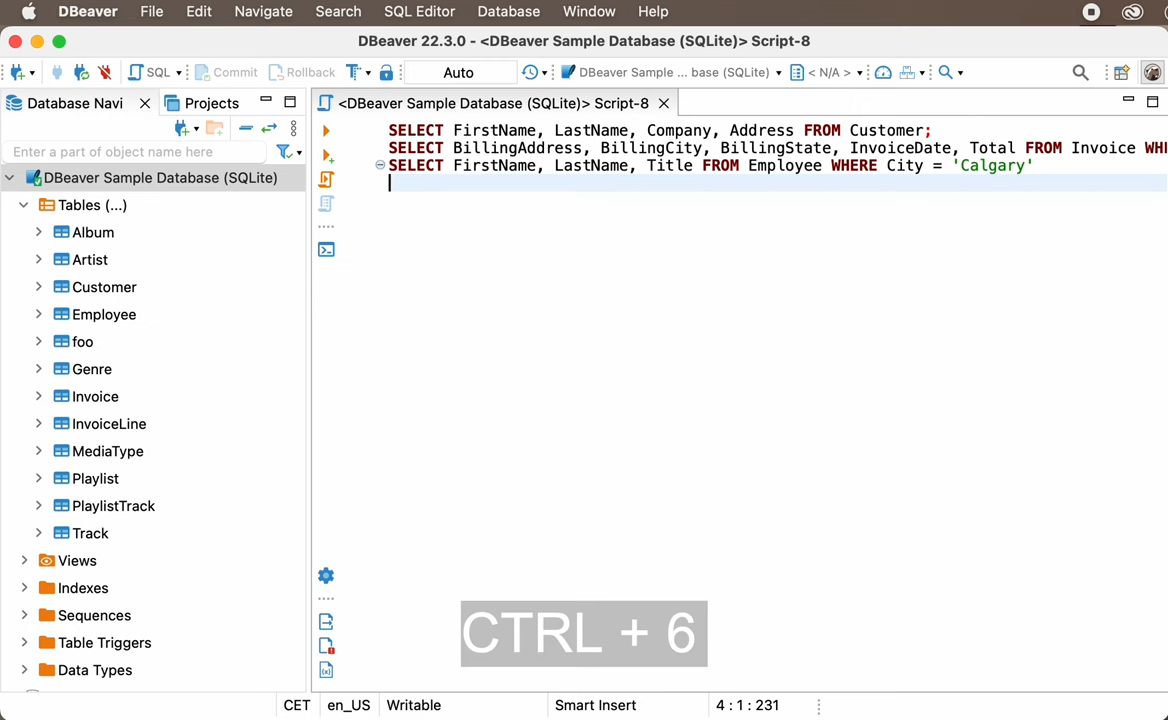 DBeaver File Edit Navigate Search SQL Editor Database Window Help
DBeaver 22.3.0 - <DBeaver Sample Database (SQLite)> Script-8
SQL Commit Rollback Auto DBeaver Sample ... base (SQLite) < N/A >
Database Navi Projects
<DBeaver Sample Database (SQLite)> Script-8
Enter a part of object name here
DBeaver Sample Database (SQLite)
Tables (...)
Album
Artist
Customer
Employee
foo
Genre
Invoice
InvoiceLine
MediaType
Playlist
PlaylistTrack
Track
Views
Indexes
Sequences
Table Triggers
Data Types
SELECT FirstName, LastName, Company, Address FROM Customer;
SELECT BillingAddress, BillingCity, BillingState, InvoiceDate, Total FROM Invoice WH
SELECT FirstName, LastName, Title FROM Employee WHERE City = 'Calgary'
CTRL + 6
CET en_US Writable Smart Insert 4 : 1 : 231